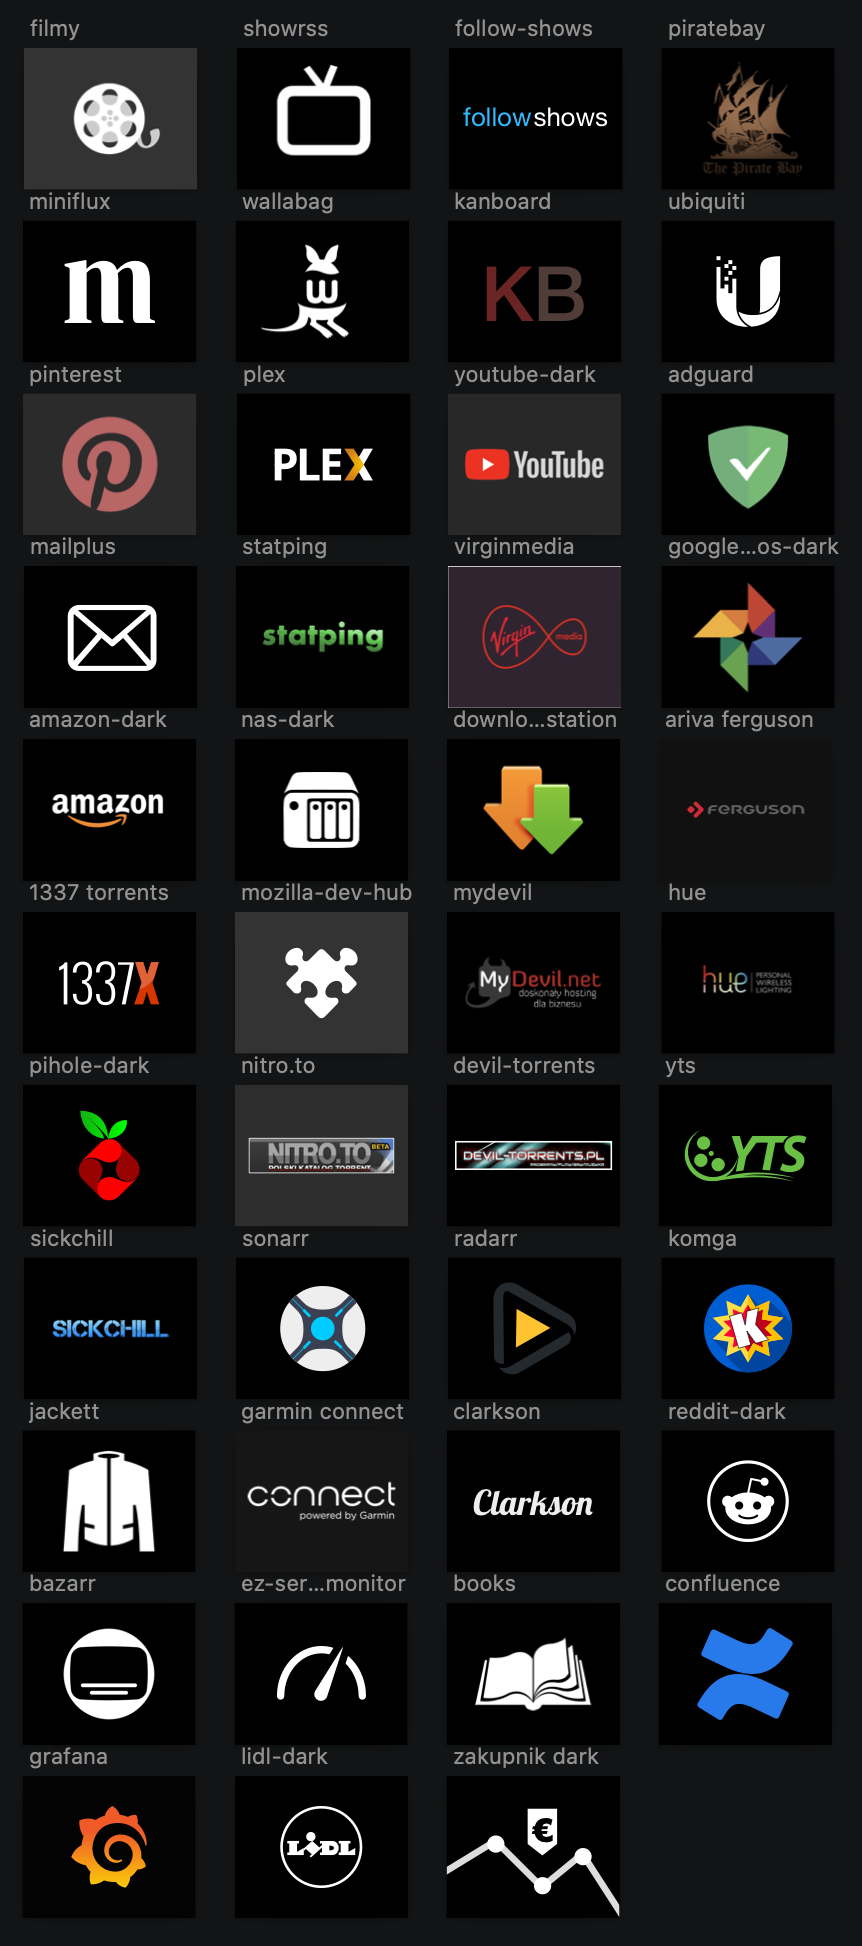 filmy showrss follow-shows piratebay
followshows
The Pirate Bay
miniflux wallabag kanboard ubiquiti
m w KB
pinterest plex youtube-dark adguard
PLEX YouTube
mailplus statping virginmedia google...os-dark
statping Virgin media
amazon-dark nas-dark downlo...station ariva ferguson
amazon FERGUSON
1337 torrents mozilla-dev-hub mydevil hue
1337X MyDevil.net hue PERSONAL
WIRELESS
LIGHTING
doskonały hosting
dla biznesu
pihole-dark nitro.to devil-torrents yts
NITRO.TO BETA DEVIL-TORRENTS.PL YTS
POLSKI KATALOG TORRENT
sickchill sonarr radarr komga
SICKCHILL K
jackett garmin connect clarkson reddit-dark
connect Clarkson
powered by Garmin
bazarr ez-ser...monitor books confluence
grafana lidl-dark zakupnik dark
LIDL €